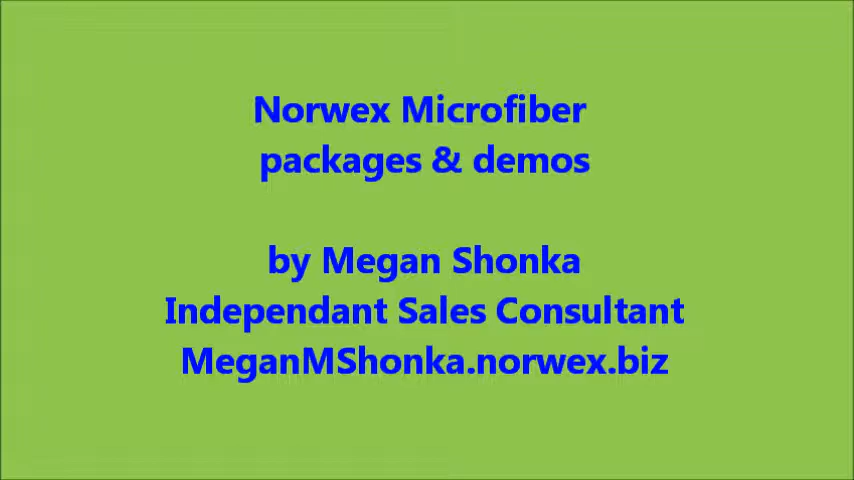 Norwex Microfiber
packages & demos
by Megan Shonka
Independant Sales Consultant
MeganMShonka.norwex.biz